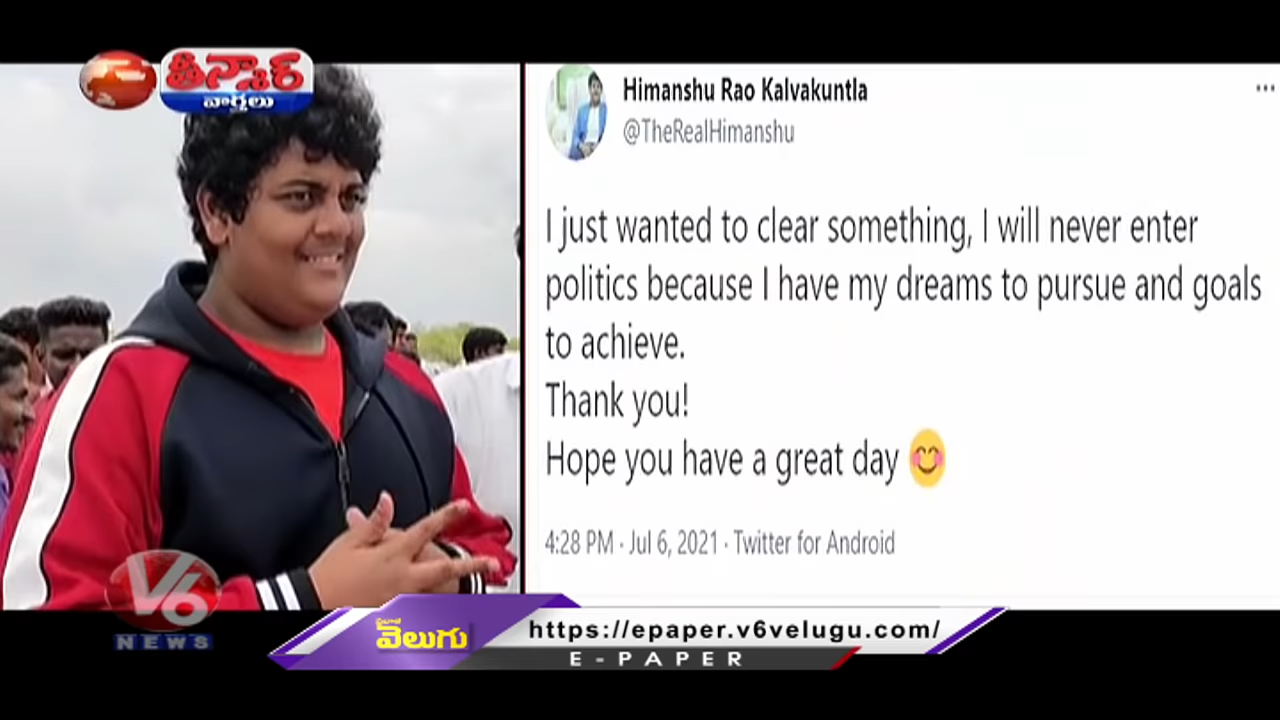 తీన్మార్
వార్తలు
Himanshu Rao Kalvakuntla
@TheRealHimanshu
I just wanted to clear something, I will never enter
politics because I have my dreams to pursue and goals
to achieve.
Thank you!
Hope you have a great day 😊
4:28 PM · Jul 6, 2021 · Twitter for Android
V6
NEWS
వెలుగు
https://epaper.v6velugu.com/
E-PAPER